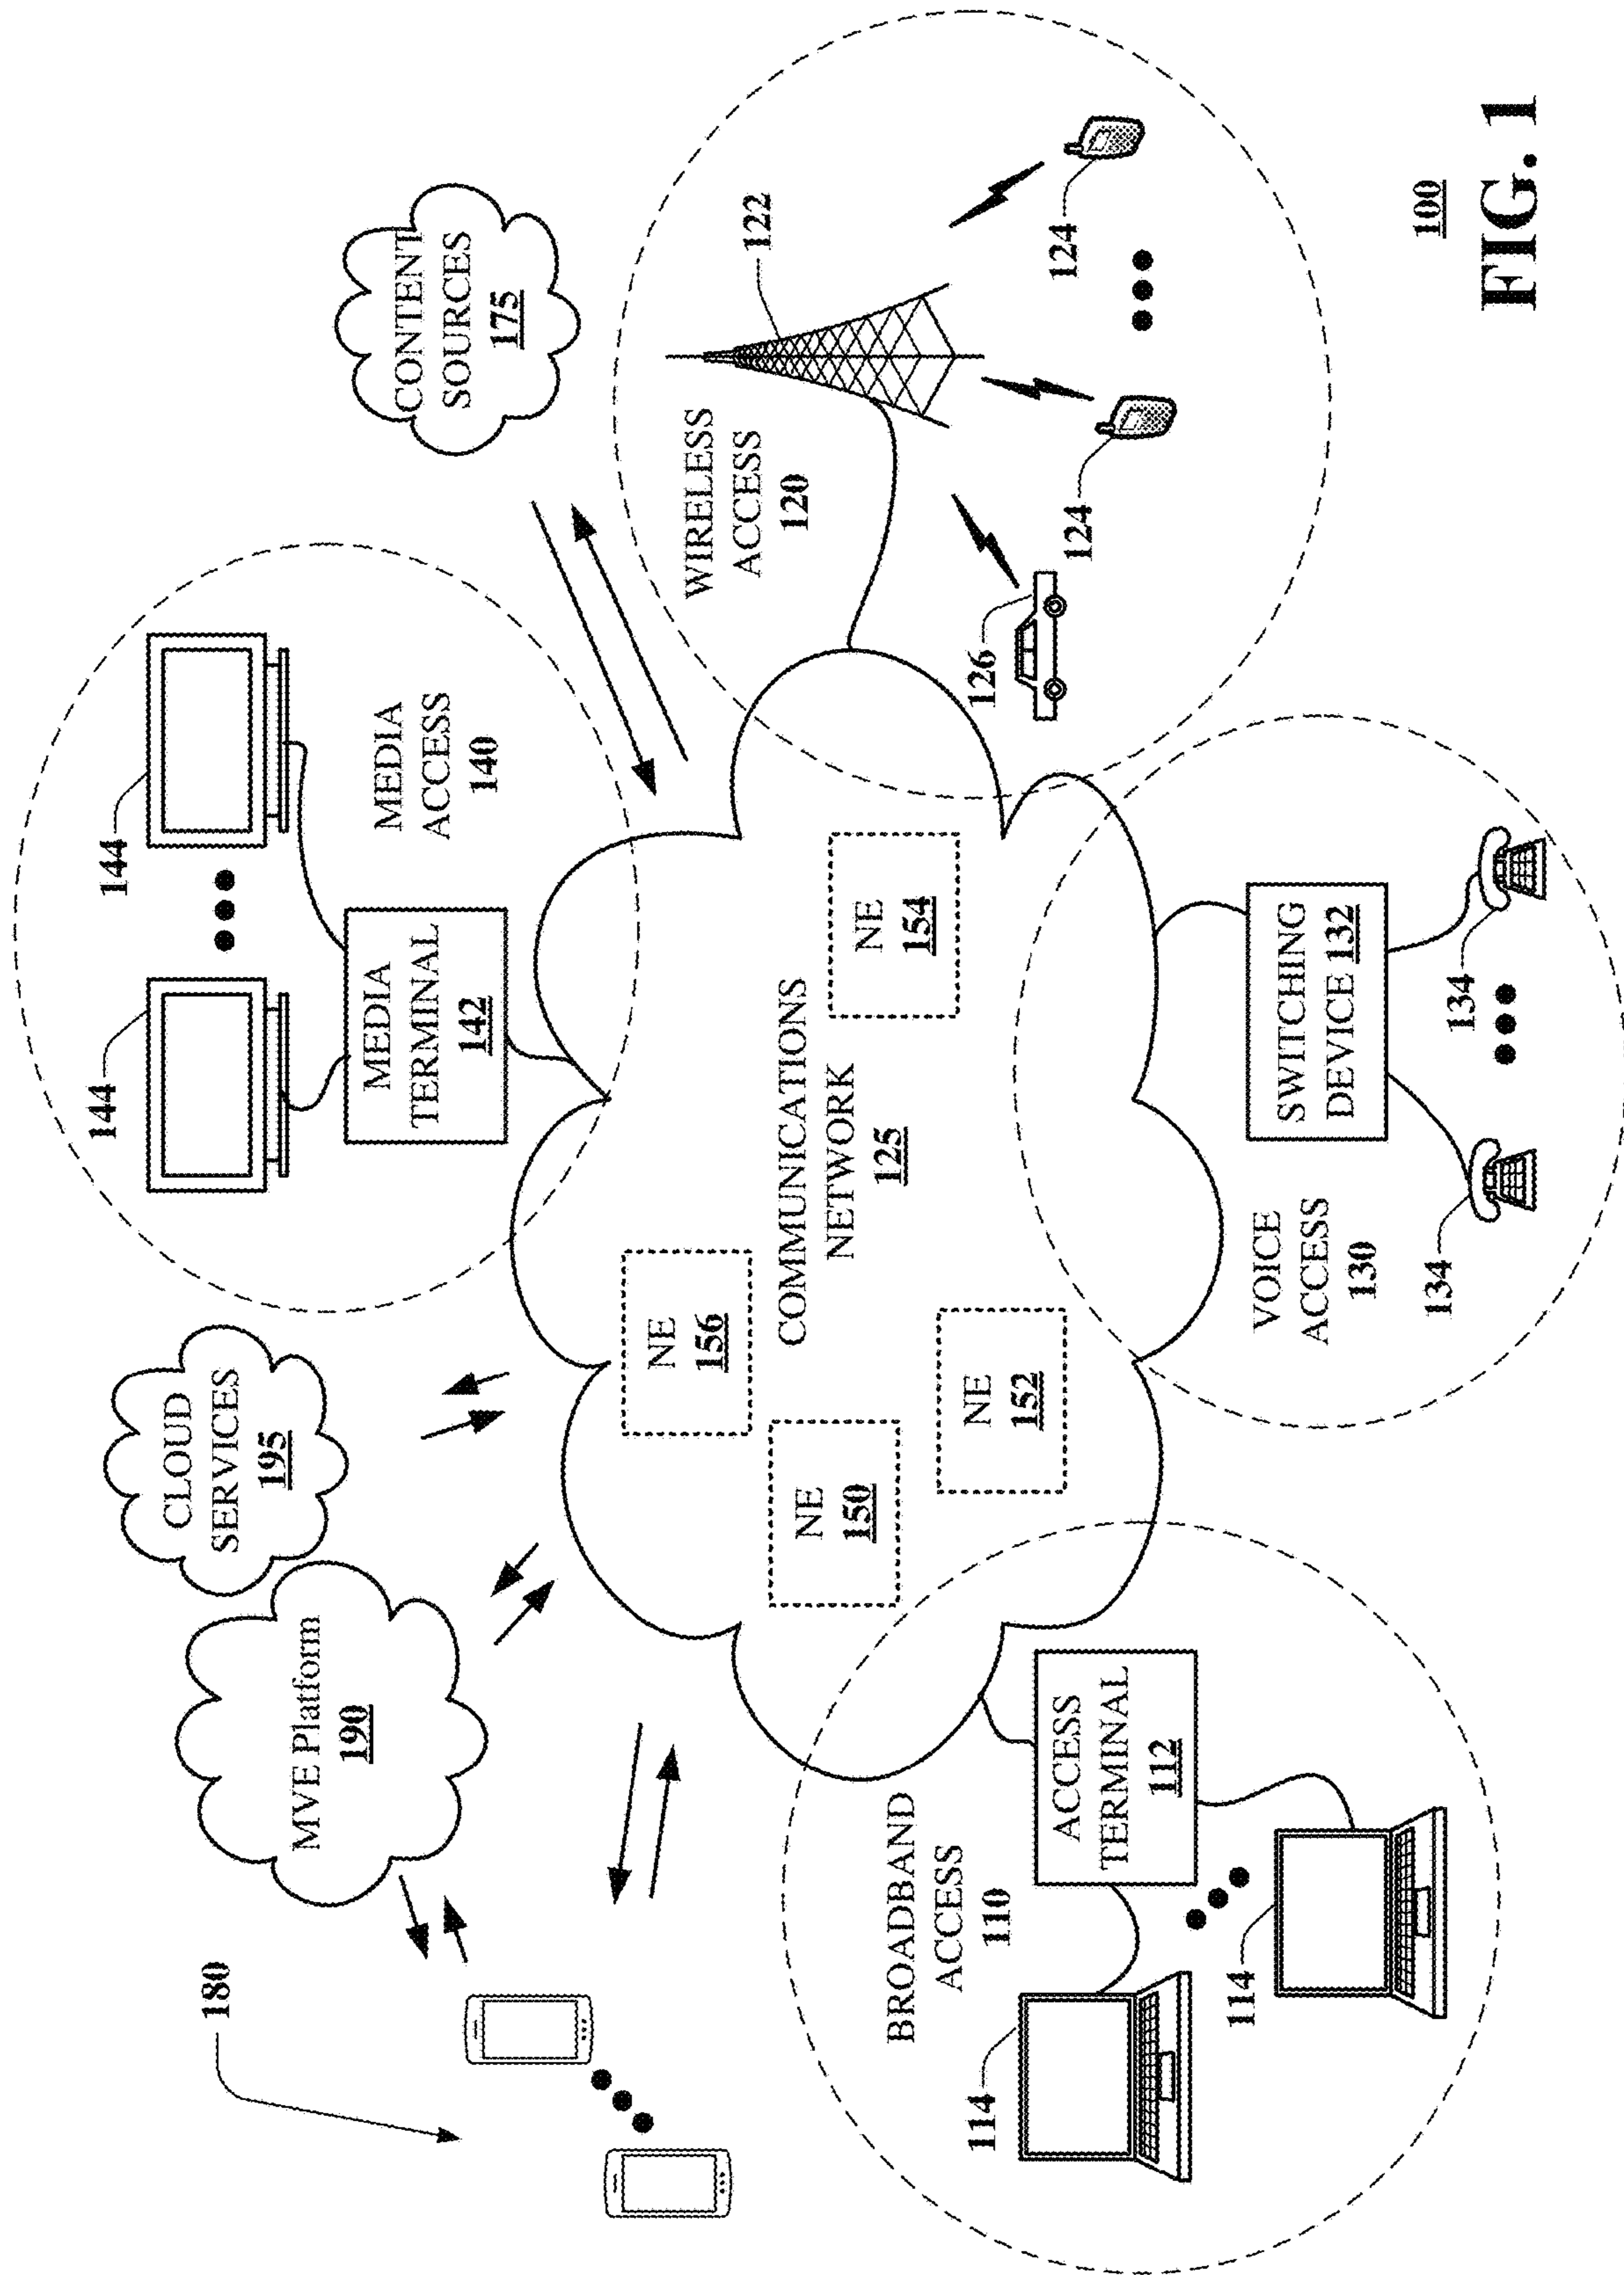 180
MVE Platform
190
CLOUD
SERVICES
195
144
144
MEDIA
TERMINAL
142
MEDIA
ACCESS
140
CONTENT
SOURCES
175
NE
156
NE
150
NE
152
COMMUNICATIONS
NETWORK
125
NE
154
WIRELESS
ACCESS
120
122
126
124
124
BROADBAND
ACCESS
110
ACCESS
TERMINAL
112
114
114
VOICE
ACCESS
130
SWITCHING
DEVICE 132
134
134
100
FIG. 1